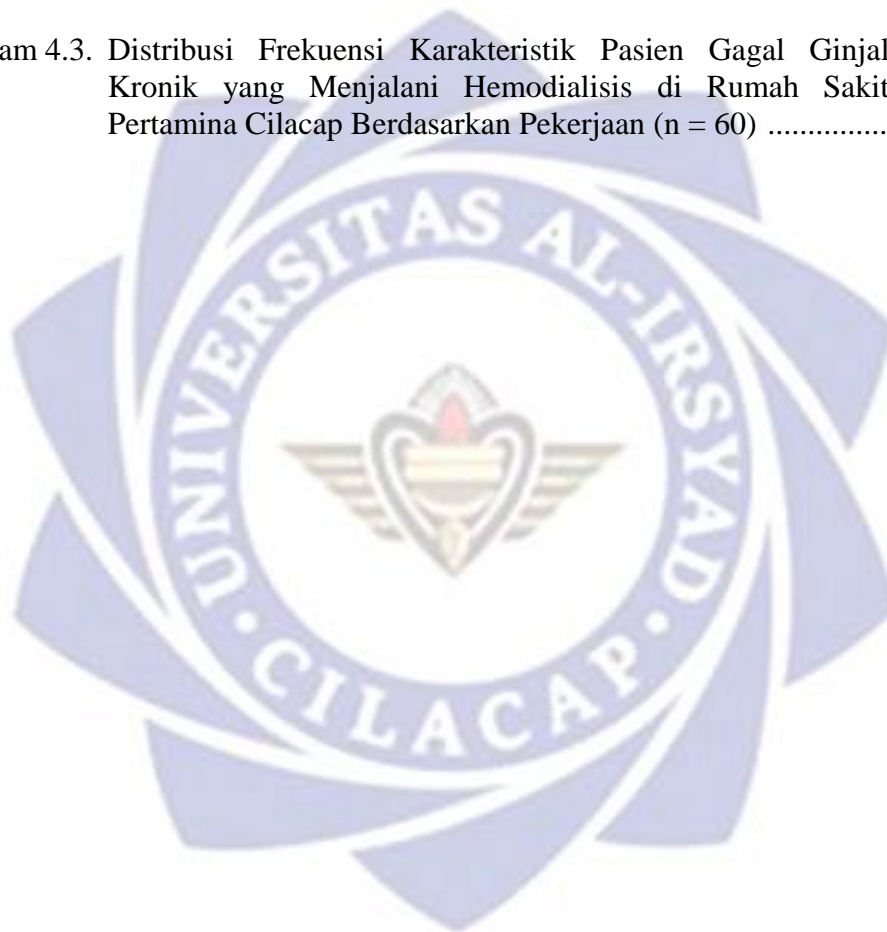 am 4.3. Distribusi Frekuensi Karakteristik Pasien Gagal Ginjal
Kronik yang Menjalani Hemodialisis di Rumah Sakit
Pertamina Cilacap Berdasarkan Pekerjaan (n = 60) ...............
UNIVERSITAS AL-IRSYAD
• CILACAP •